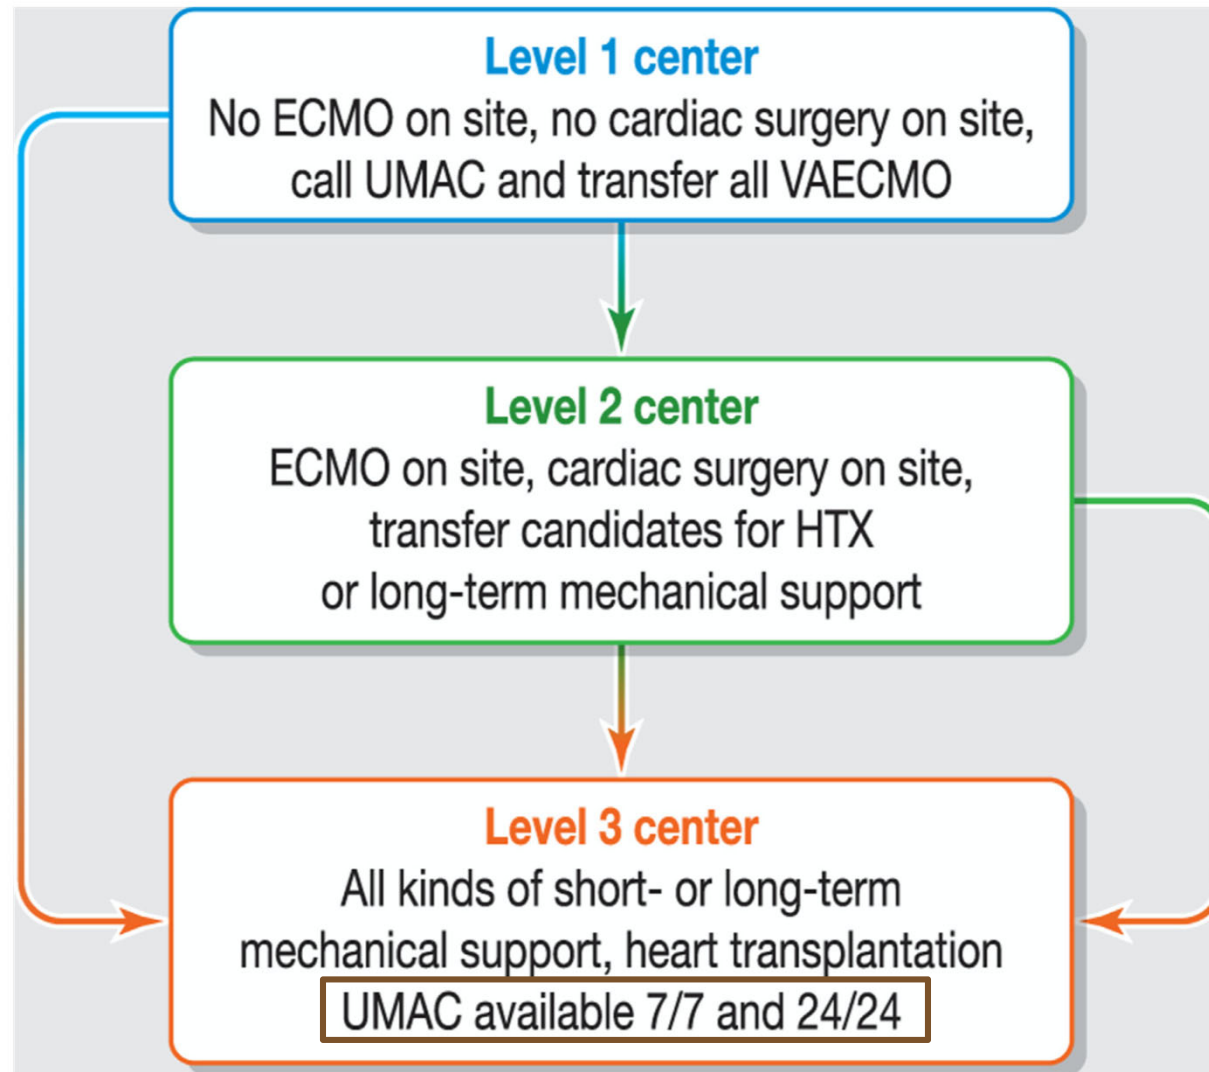 Level 1 center
No ECMO on site, no cardiac surgery on site,
call UMAC and transfer all VAECMO
Level 2 center
ECMO on site, cardiac surgery on site,
transfer candidates for HTX
or long-term mechanical support
Level 3 center
All kinds of short- or long-term
mechanical support, heart transplantation
UMAC available 7/7 and 24/24